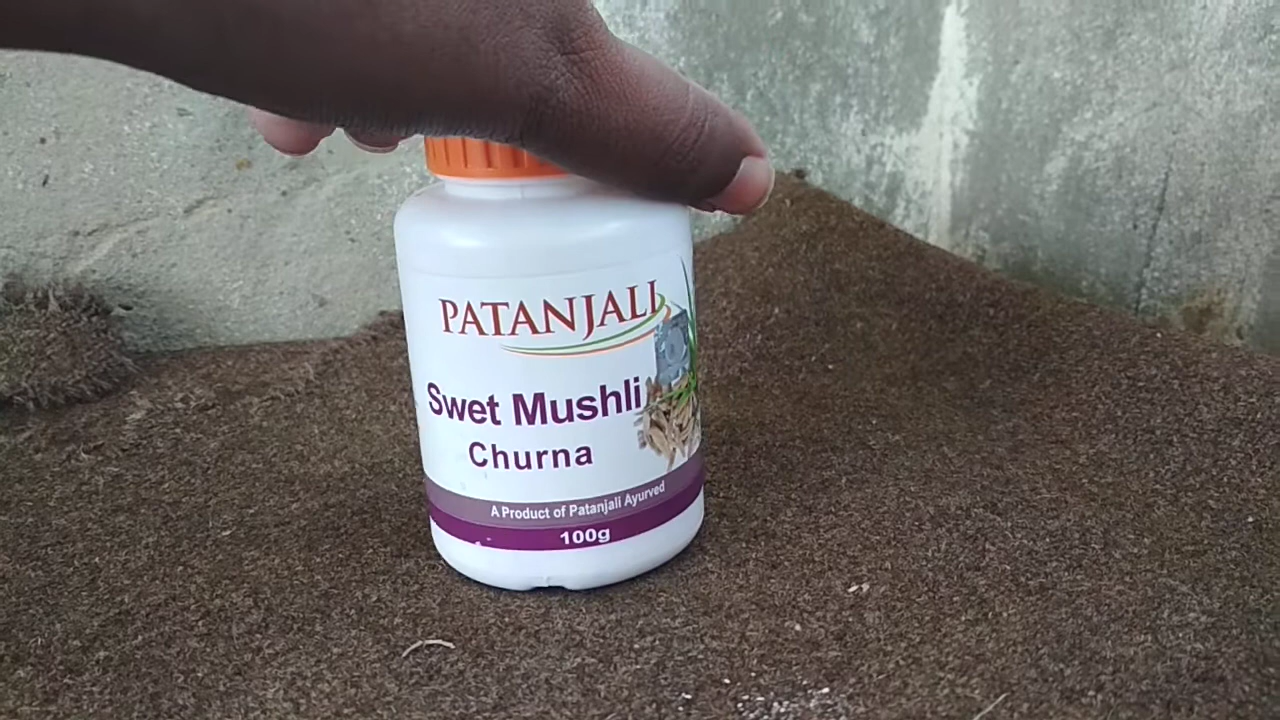 PATANJALI
Swet Mushli
Churna
A Product of Patanjali Ayurved
100g